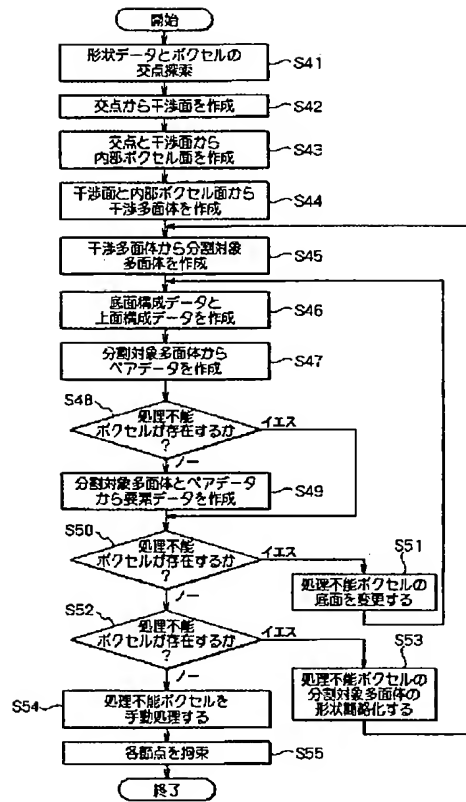 開始
形状データとボクセルの
交点探索
S41
交点から干渉面を作成
S42
交点と干渉面から
内部ボクセル面を作成
S43
干渉面と内部ボクセル面から
干渉多面体を作成
S44
干渉多面体から分割対象
多面体を作成
S45
底面構成データと
上面構成データを作成
S46
分割対象多面体から
ペアデータを作成
S47
S48
処理不能
ボクセルが存在するか
?
イエス
ノー
分割対象多面体とペアデータ
から要素データを作成
S49
S50
処理不能
ボクセルが存在するか
?
イエス
ノー
S51
処理不能ボクセルの
底面を変更する
S52
処理不能
ボクセルが存在するか
?
イエス
ノー
S53
処理不能ボクセルの
分割対象多面体の
形状簡略化する
S54
処理不能ボクセルを
手動処理する
各節点を拘束
S55
終了